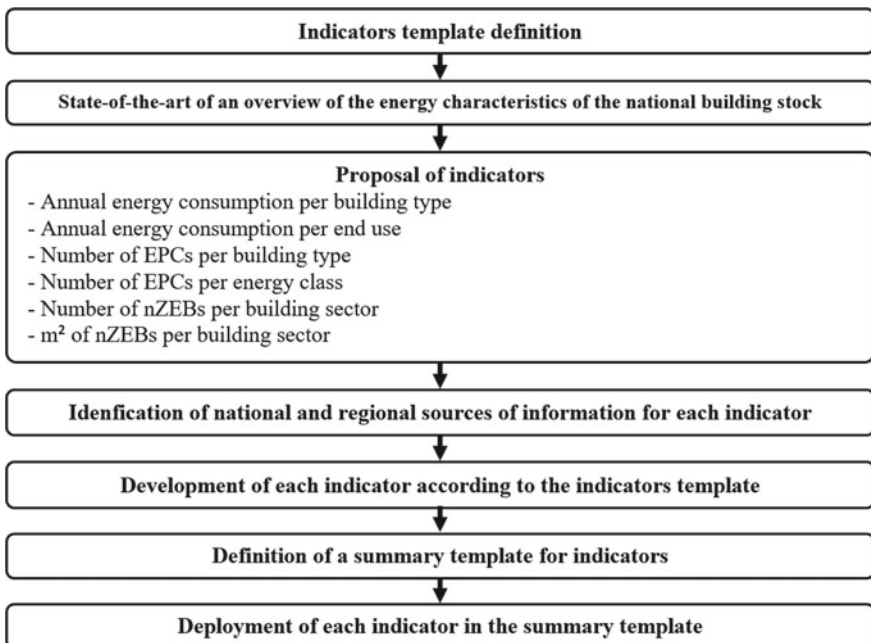 Indicators template definition
State-of-the-art of an overview of the energy characteristics of the national building stock
Proposal of indicators
- Annual energy consumption per building type
- Annual energy consumption per end use
- Number of EPCs per building type
- Number of EPCs per energy class
- Number of nZEBs per building sector
- m² of nZEBs per building sector
Idenfication of national and regional sources of information for each indicator
Development of each indicator according to the indicators template
Definition of a summary template for indicators
Deployment of each indicator in the summary template